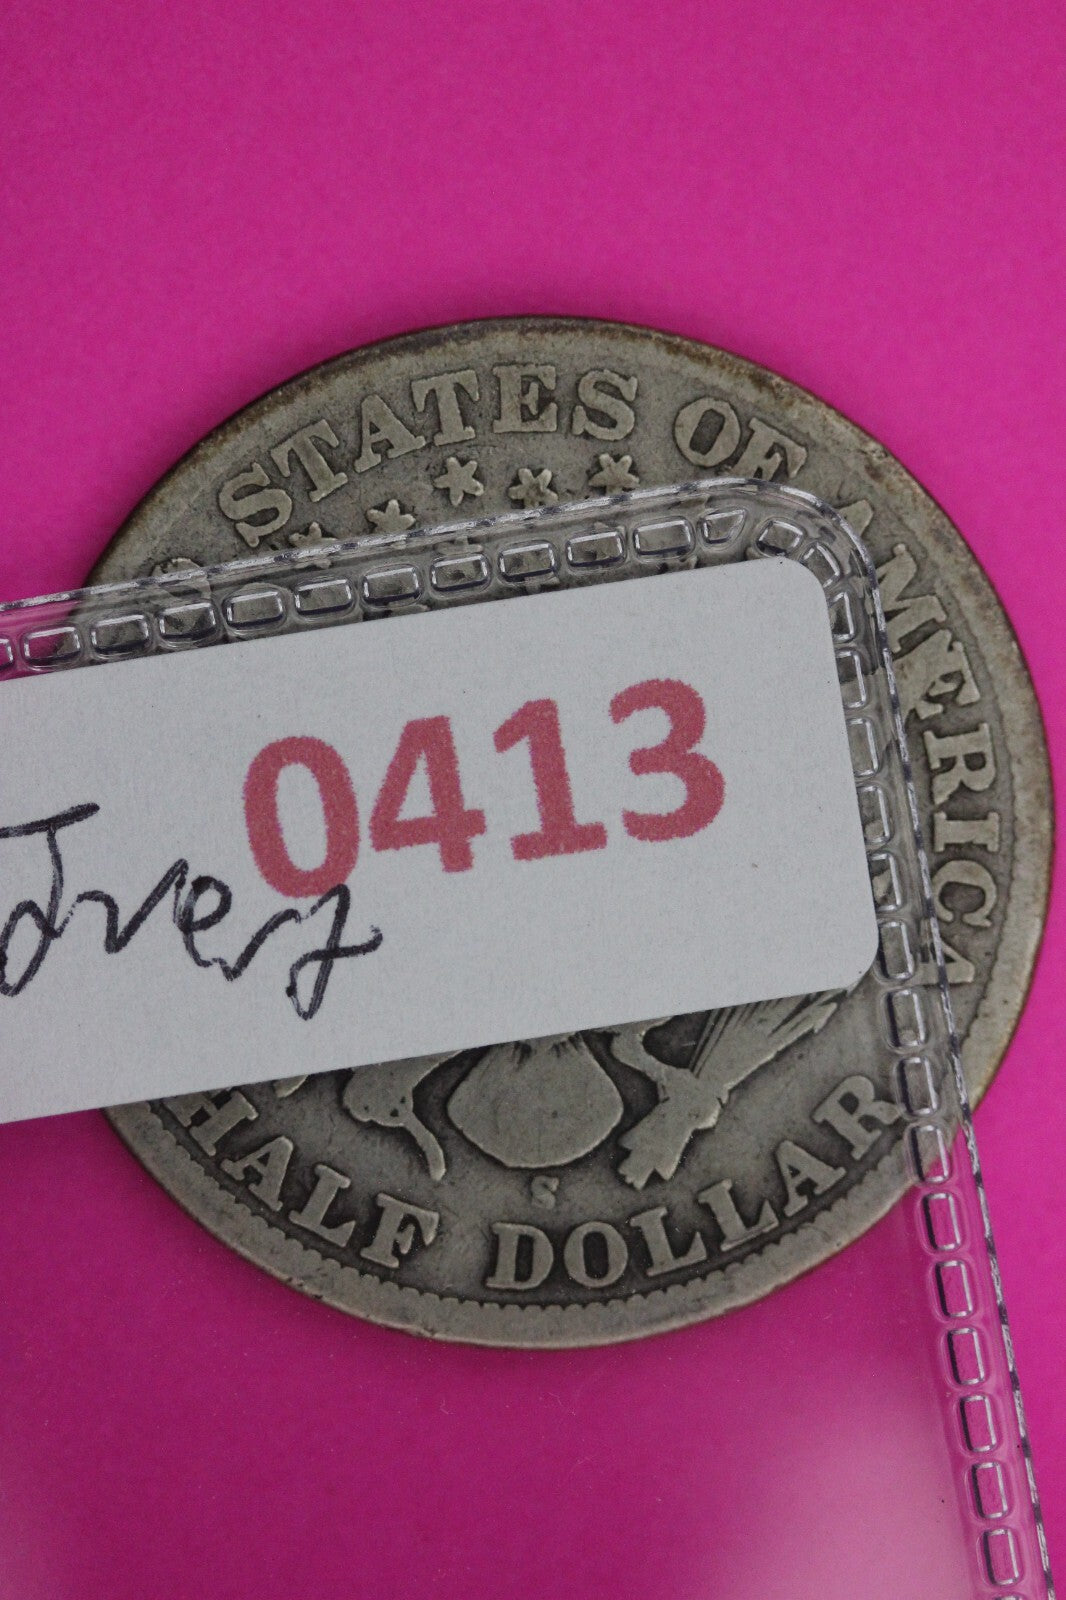 STATES OF AMERICA
0413
HALF DOLLAR
S